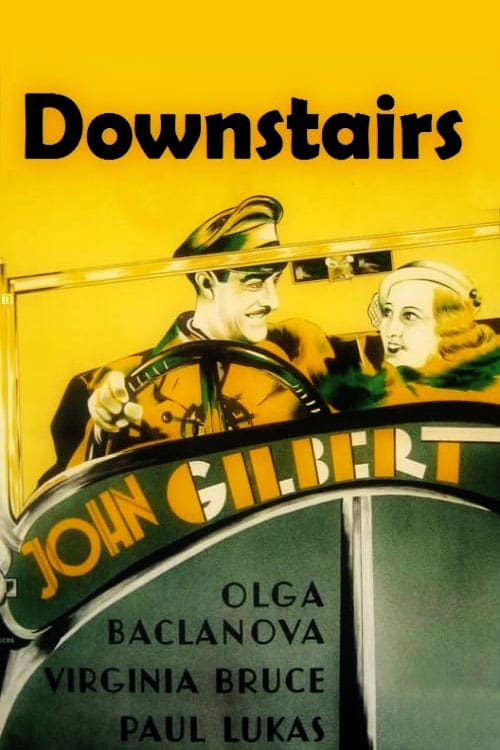 Downstairs
JOHN GILBERT
OLGA
BACLANOVA
VIRGINIA BRUCE
PAUL LUKAS